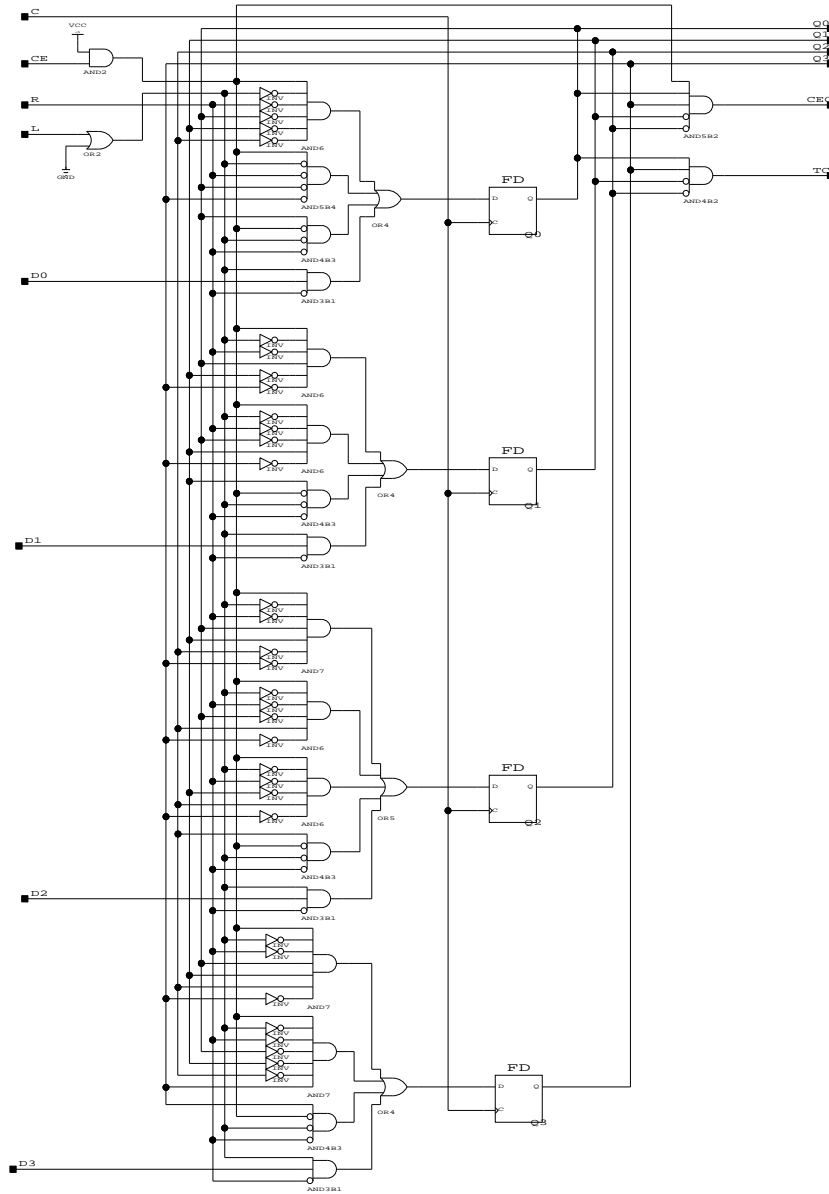 C
VCC
CE
AND2
R
L
OR2
GND
Q0
Q1
Q2
Q3
CEO
AND5B2
TC
AND4B2
INV
INV
INV
INV
INV
AND6
AND5B4
AND4B3
OR4
FD
D
Q
C
Q0
D0
AND3B1
INV
INV
INV
INV
AND6
INV
INV
INV
INV
AND6
AND4B3
OR4
FD
D
Q
C
Q1
D1
AND3B1
INV
INV
INV
INV
AND7
INV
INV
INV
INV
AND6
INV
INV
INV
INV
AND6
AND4B3
OR5
FD
D
Q
C
Q2
D2
AND3B1
INV
INV
INV
AND7
INV
INV
INV
INV
INV
AND7
AND4B3
OR4
FD
D
Q
C
Q3
D3
AND3B1